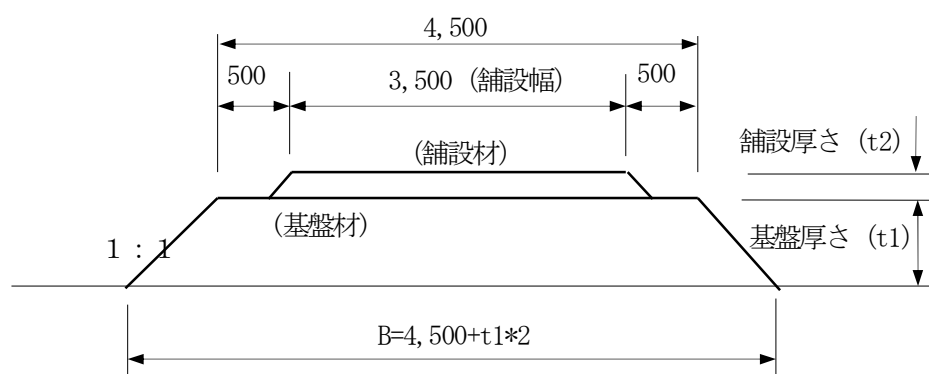 4,500
500 3,500 (舗設幅) 500
(舗設材) 舗設厚さ (t2)
(基盤材) 基盤厚さ (t1)
1 : 1
B=4,500+t1*2